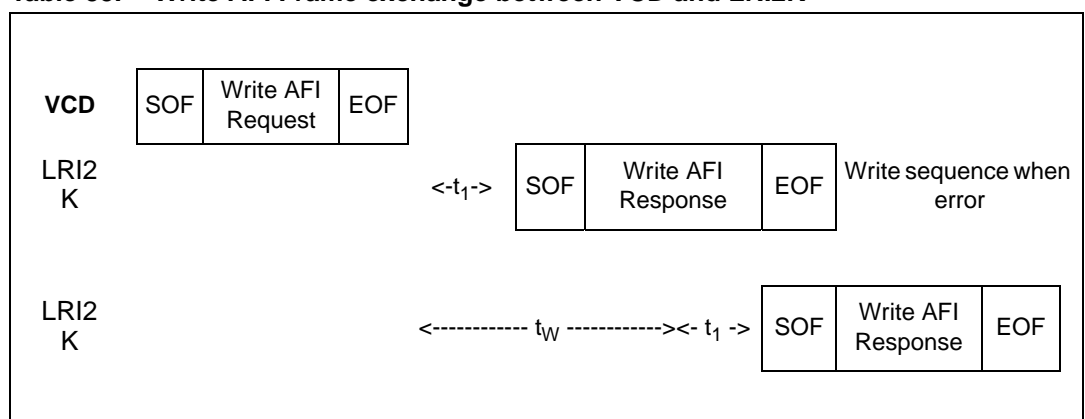 VCD SOF Write AFI Request EOF
LRI2 K <-t1-> SOF Write AFI Response EOF Write sequence when error
LRI2 K <------------ tW ------------><- t1 -> SOF Write AFI Response EOF